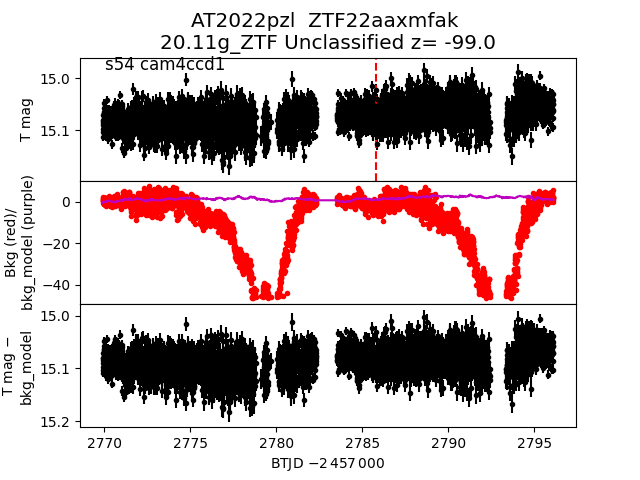 AT2022pzl  ZTF22aaxmfak
20.11g_ZTF Unclassified z= -99.0
s54 cam4ccd1
T mag
15.0
15.1
Bkg (red)/
bkg_model (purple)
0
−20
−40
T mag −
bkg_model
15.0
15.1
15.2
2770 2775 2780 2785 2790 2795
BTJD −2 457 000